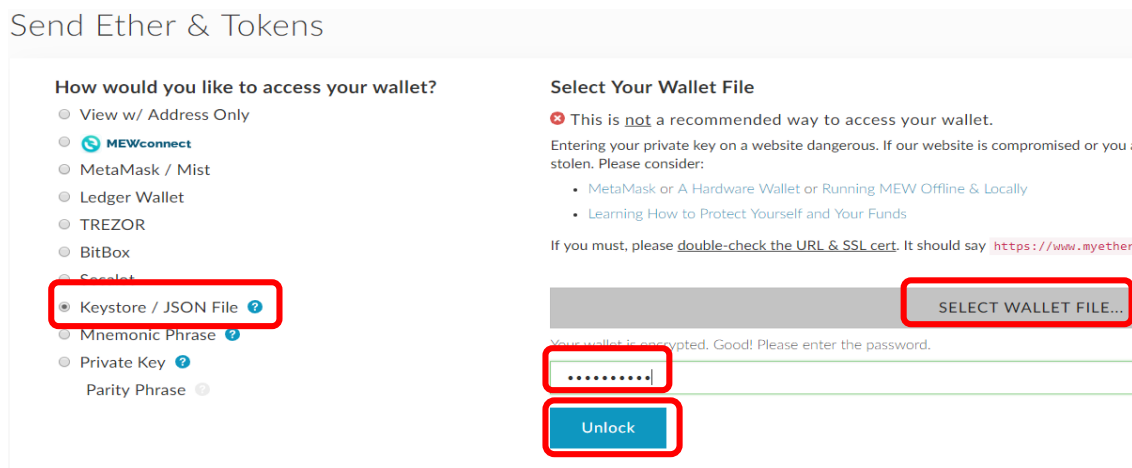 Send Ether & Tokens
How would you like to access your wallet?
View w/ Address Only
MEWconnect
MetaMask / Mist
Ledger Wallet
TREZOR
BitBox
Secalot
Keystore / JSON File ?
Mnemonic Phrase ?
Private Key ?
Parity Phrase ?
Select Your Wallet File
This is not a recommended way to access your wallet.
Entering your private key on a website dangerous. If our website is compromised or you a
stolen. Please consider:
• MetaMask or A Hardware Wallet or Running MEW Offline & Locally
• Learning How to Protect Yourself and Your Funds
If you must, please double-check the URL & SSL cert. It should say https://www.myether
SELECT WALLET FILE...
Your wallet is encrypted. Good! Please enter the password.
••••••••••
Unlock